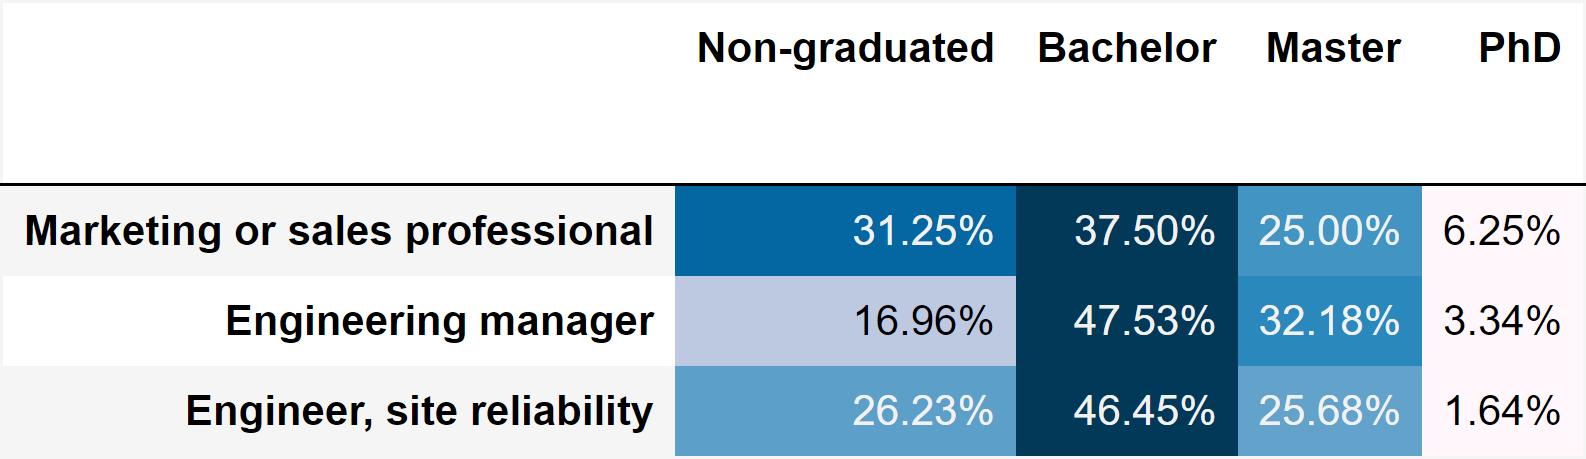 Non-graduated Bachelor Master PhD
Marketing or sales professional 31.25% 37.50% 25.00% 6.25%
Engineering manager 16.96% 47.53% 32.18% 3.34%
Engineer, site reliability 26.23% 46.45% 25.68% 1.64%